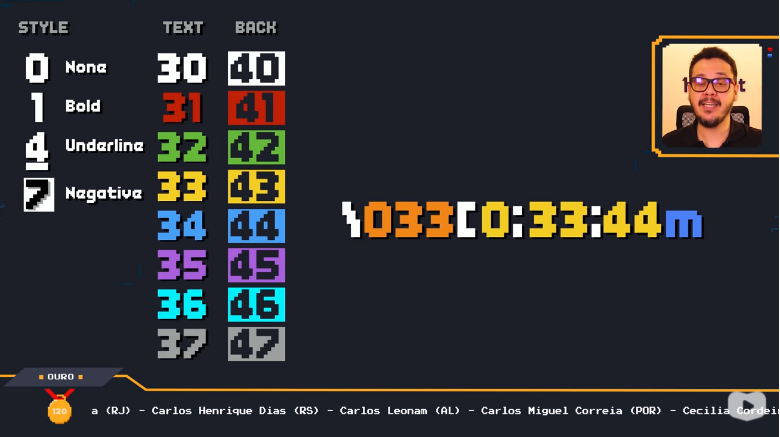 STYLE TEXT BACK
0 None 30 40
1 Bold 31 41
4 Underline 32 42
7 Negative 33 43
34 44
\033[0:33:44m
35 45
36 46
37 47
OURO
120
a (RJ) - Carlos Henrique Dias (RS) - Carlos Leonam (AL) - Carlos Miguel Correia (POR) - Cecilia Cordei